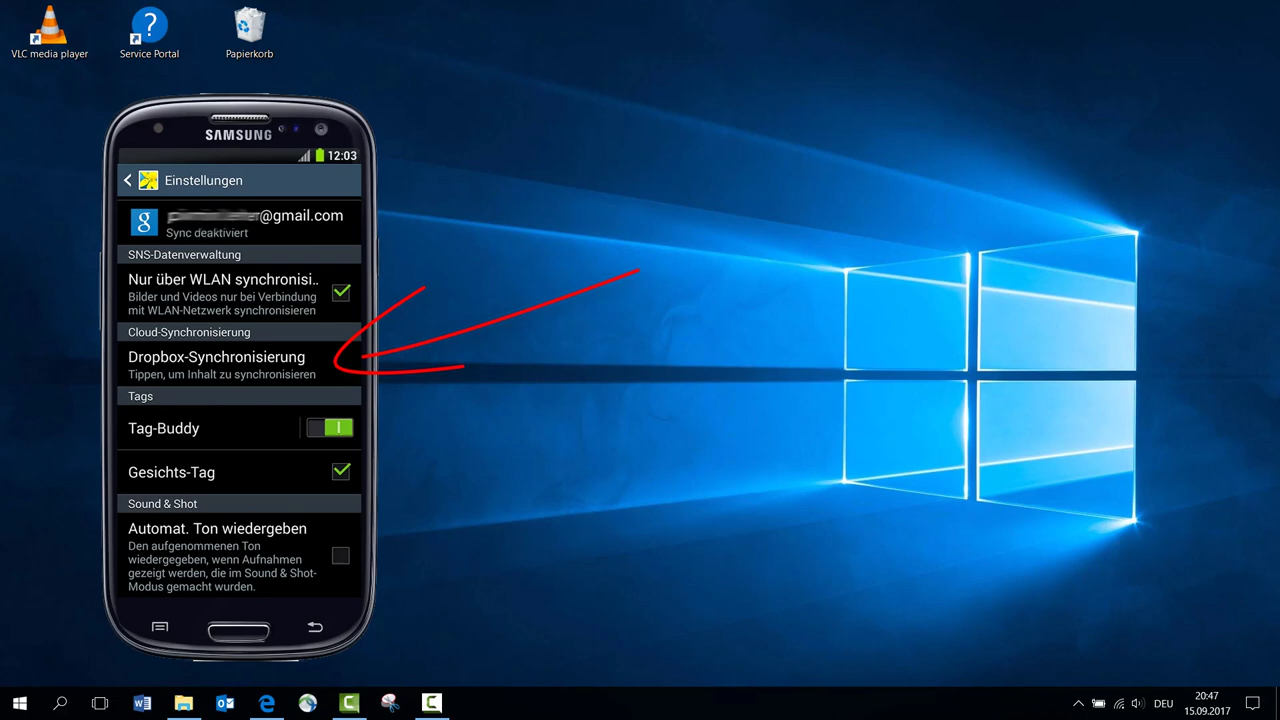 VLC media player
Service Portal
Papierkorb
SAMSUNG
12:03
Einstellungen
@gmail.com
Sync deaktiviert
SNS-Datenverwaltung
Nur über WLAN synchronisi..
Bilder und Videos nur bei Verbindung
mit WLAN-Netzwerk synchronisieren
Cloud-Synchronisierung
Dropbox-Synchronisierung
Tippen, um Inhalt zu synchronisieren
Tags
Tag-Buddy
Gesichts-Tag
Sound & Shot
Automat. Ton wiedergeben
Den aufgenommenen Ton
wiedergegeben, wenn Aufnahmen
gezeigt werden, die im Sound & Shot-
Modus gemacht wurden.
DEU
20:47
15.09.2017